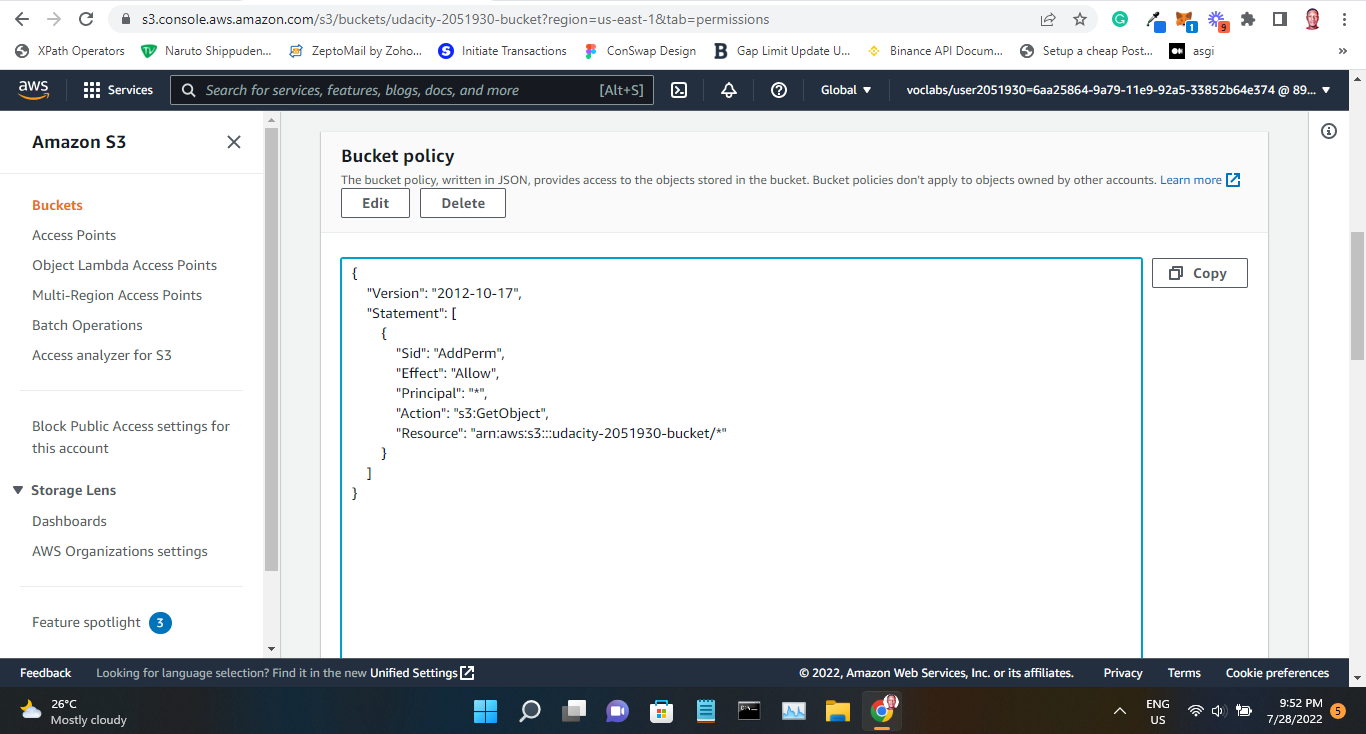 s3.console.aws.amazon.com/s3/buckets/udacity-2051930-bucket?region=us-east-1&tab=permissions
1
9
XPath Operators
Naruto Shippuden...
ZeptoMail by Zoho...
Initiate Transactions
ConSwap Design
Gap Limit Update U...
Binance API Docum...
Setup a cheap Post...
asgi
»
aws
Services
Search for services, features, blogs, docs, and more
[Alt+S]
Global
voclabs/user2051930=6aa25864-9a79-11e9-92a5-33852b64e374 @ 89...
Amazon S3
Buckets
Access Points
Object Lambda Access Points
Multi-Region Access Points
Batch Operations
Access analyzer for S3
Block Public Access settings for
this account
Storage Lens
Dashboards
AWS Organizations settings
Feature spotlight 3
Bucket policy
The bucket policy, written in JSON, provides access to the objects stored in the bucket. Bucket policies don't apply to objects owned by other accounts. Learn more
Edit
Delete
Copy
{
"Version": "2012-10-17",
"Statement": [
{
"Sid": "AddPerm",
"Effect": "Allow",
"Principal": "*",
"Action": "s3:GetObject",
"Resource": "arn:aws:s3:::udacity-2051930-bucket/*"
}
]
}
Feedback
Looking for language selection? Find it in the new Unified Settings
© 2022, Amazon Web Services, Inc. or its affiliates.
Privacy
Terms
Cookie preferences
26°C
Mostly cloudy
ENG
US
9:52 PM
7/28/2022
5